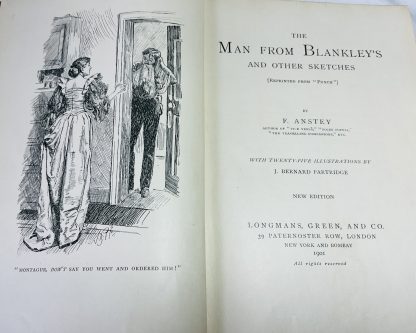 "MONTAGUE, DON'T SAY YOU WENT AND ORDERED HIM!"
THE
MAN FROM BLANKLEY'S
AND OTHER SKETCHES
(REPRINTED FROM "PUNCH")
BY
F. ANSTEY
AUTHOR OF "VICE VERSÂ," "VOCES POPULI,"
"THE TRAVELLING COMPANIONS," ETC.
WITH TWENTY-FIVE ILLUSTRATIONS BY
J. BERNARD PARTRIDGE
NEW EDITION
LONGMANS, GREEN, AND CO.
39 PATERNOSTER ROW, LONDON
NEW YORK AND BOMBAY
1901
All rights reserved